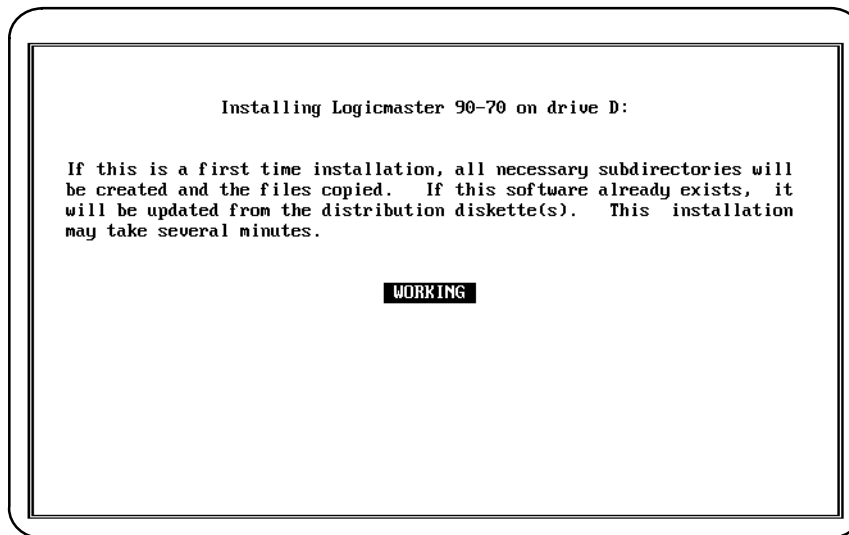 Installing Logicmaster 90-70 on drive D:
If this is a first time installation, all necessary subdirectories will
be created and the files copied.   If this software already exists,  it
will be updated from the distribution diskette(s).   This  installation
may take several minutes.
WORKING